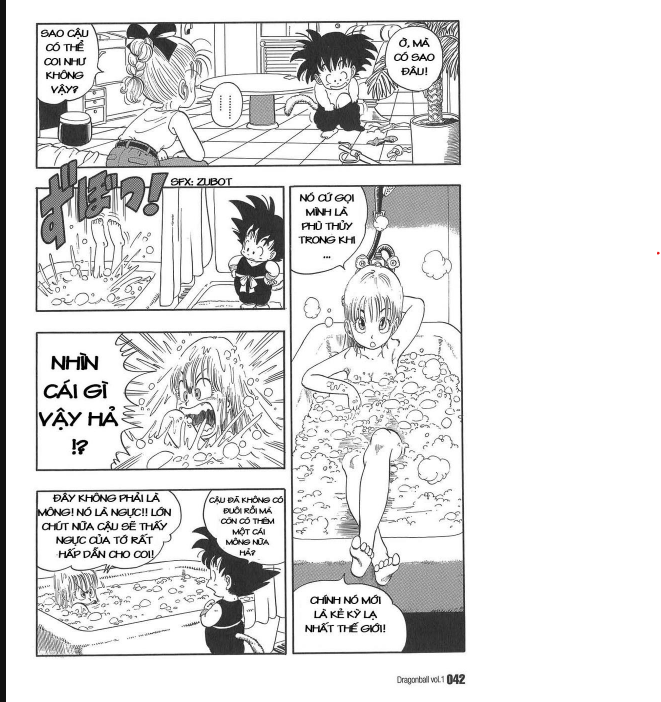 SAO CẬU
CÓ THỂ
COI NHƯ
KHÔNG
VẬY?
Ờ, MÀ
CÓ SAO
ĐÂU!
ずぼっ!
SFX: ZUBOT
NÓ CỨ GỌI
MÌNH LÀ
PHÙ THỦY
TRONG KHI
...
NHÌN
CÁI GÌ
VẬY HẢ
!?
ĐÂY KHÔNG PHẢI LÀ
MÔNG! NÓ LÀ NGỰC!! LỚN
CHÚT NỮA CẬU SẼ THẤY
NGỰC CỦA TỚ RẤT
HẤP DẪN CHO COI!
CẬU ĐÃ KHÔNG CÓ
ĐUÔI RỒI MÀ
CÒN CÓ THÊM
MỘT CÁI
MÔNG NỮA
HẢ?
CHÍNH NÓ MỚI
LÀ KẺ KỲ LẠ
NHẤT THẾ GIỚI!
Dragonball vol.1 042